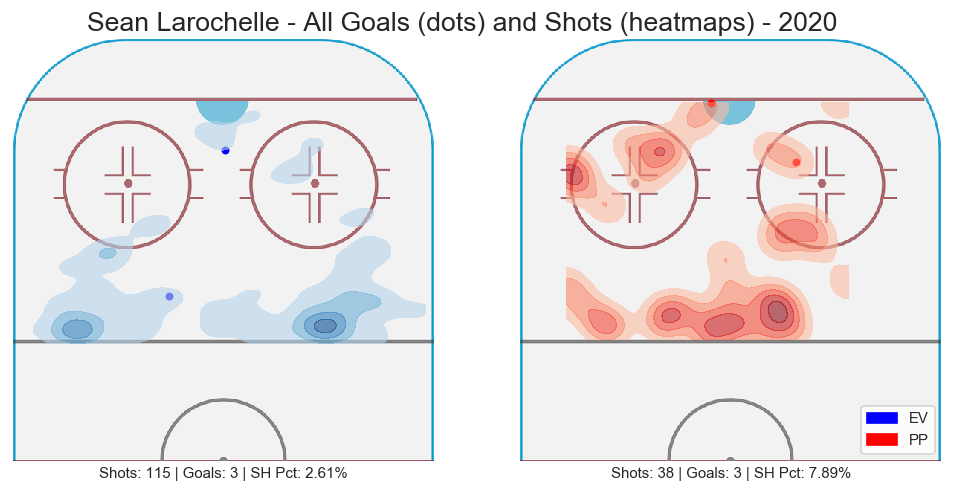 Sean Larochelle - All Goals (dots) and Shots (heatmaps) - 2020
EV
PP
Shots: 115 | Goals: 3 | SH Pct: 2.61%
Shots: 38 | Goals: 3 | SH Pct: 7.89%